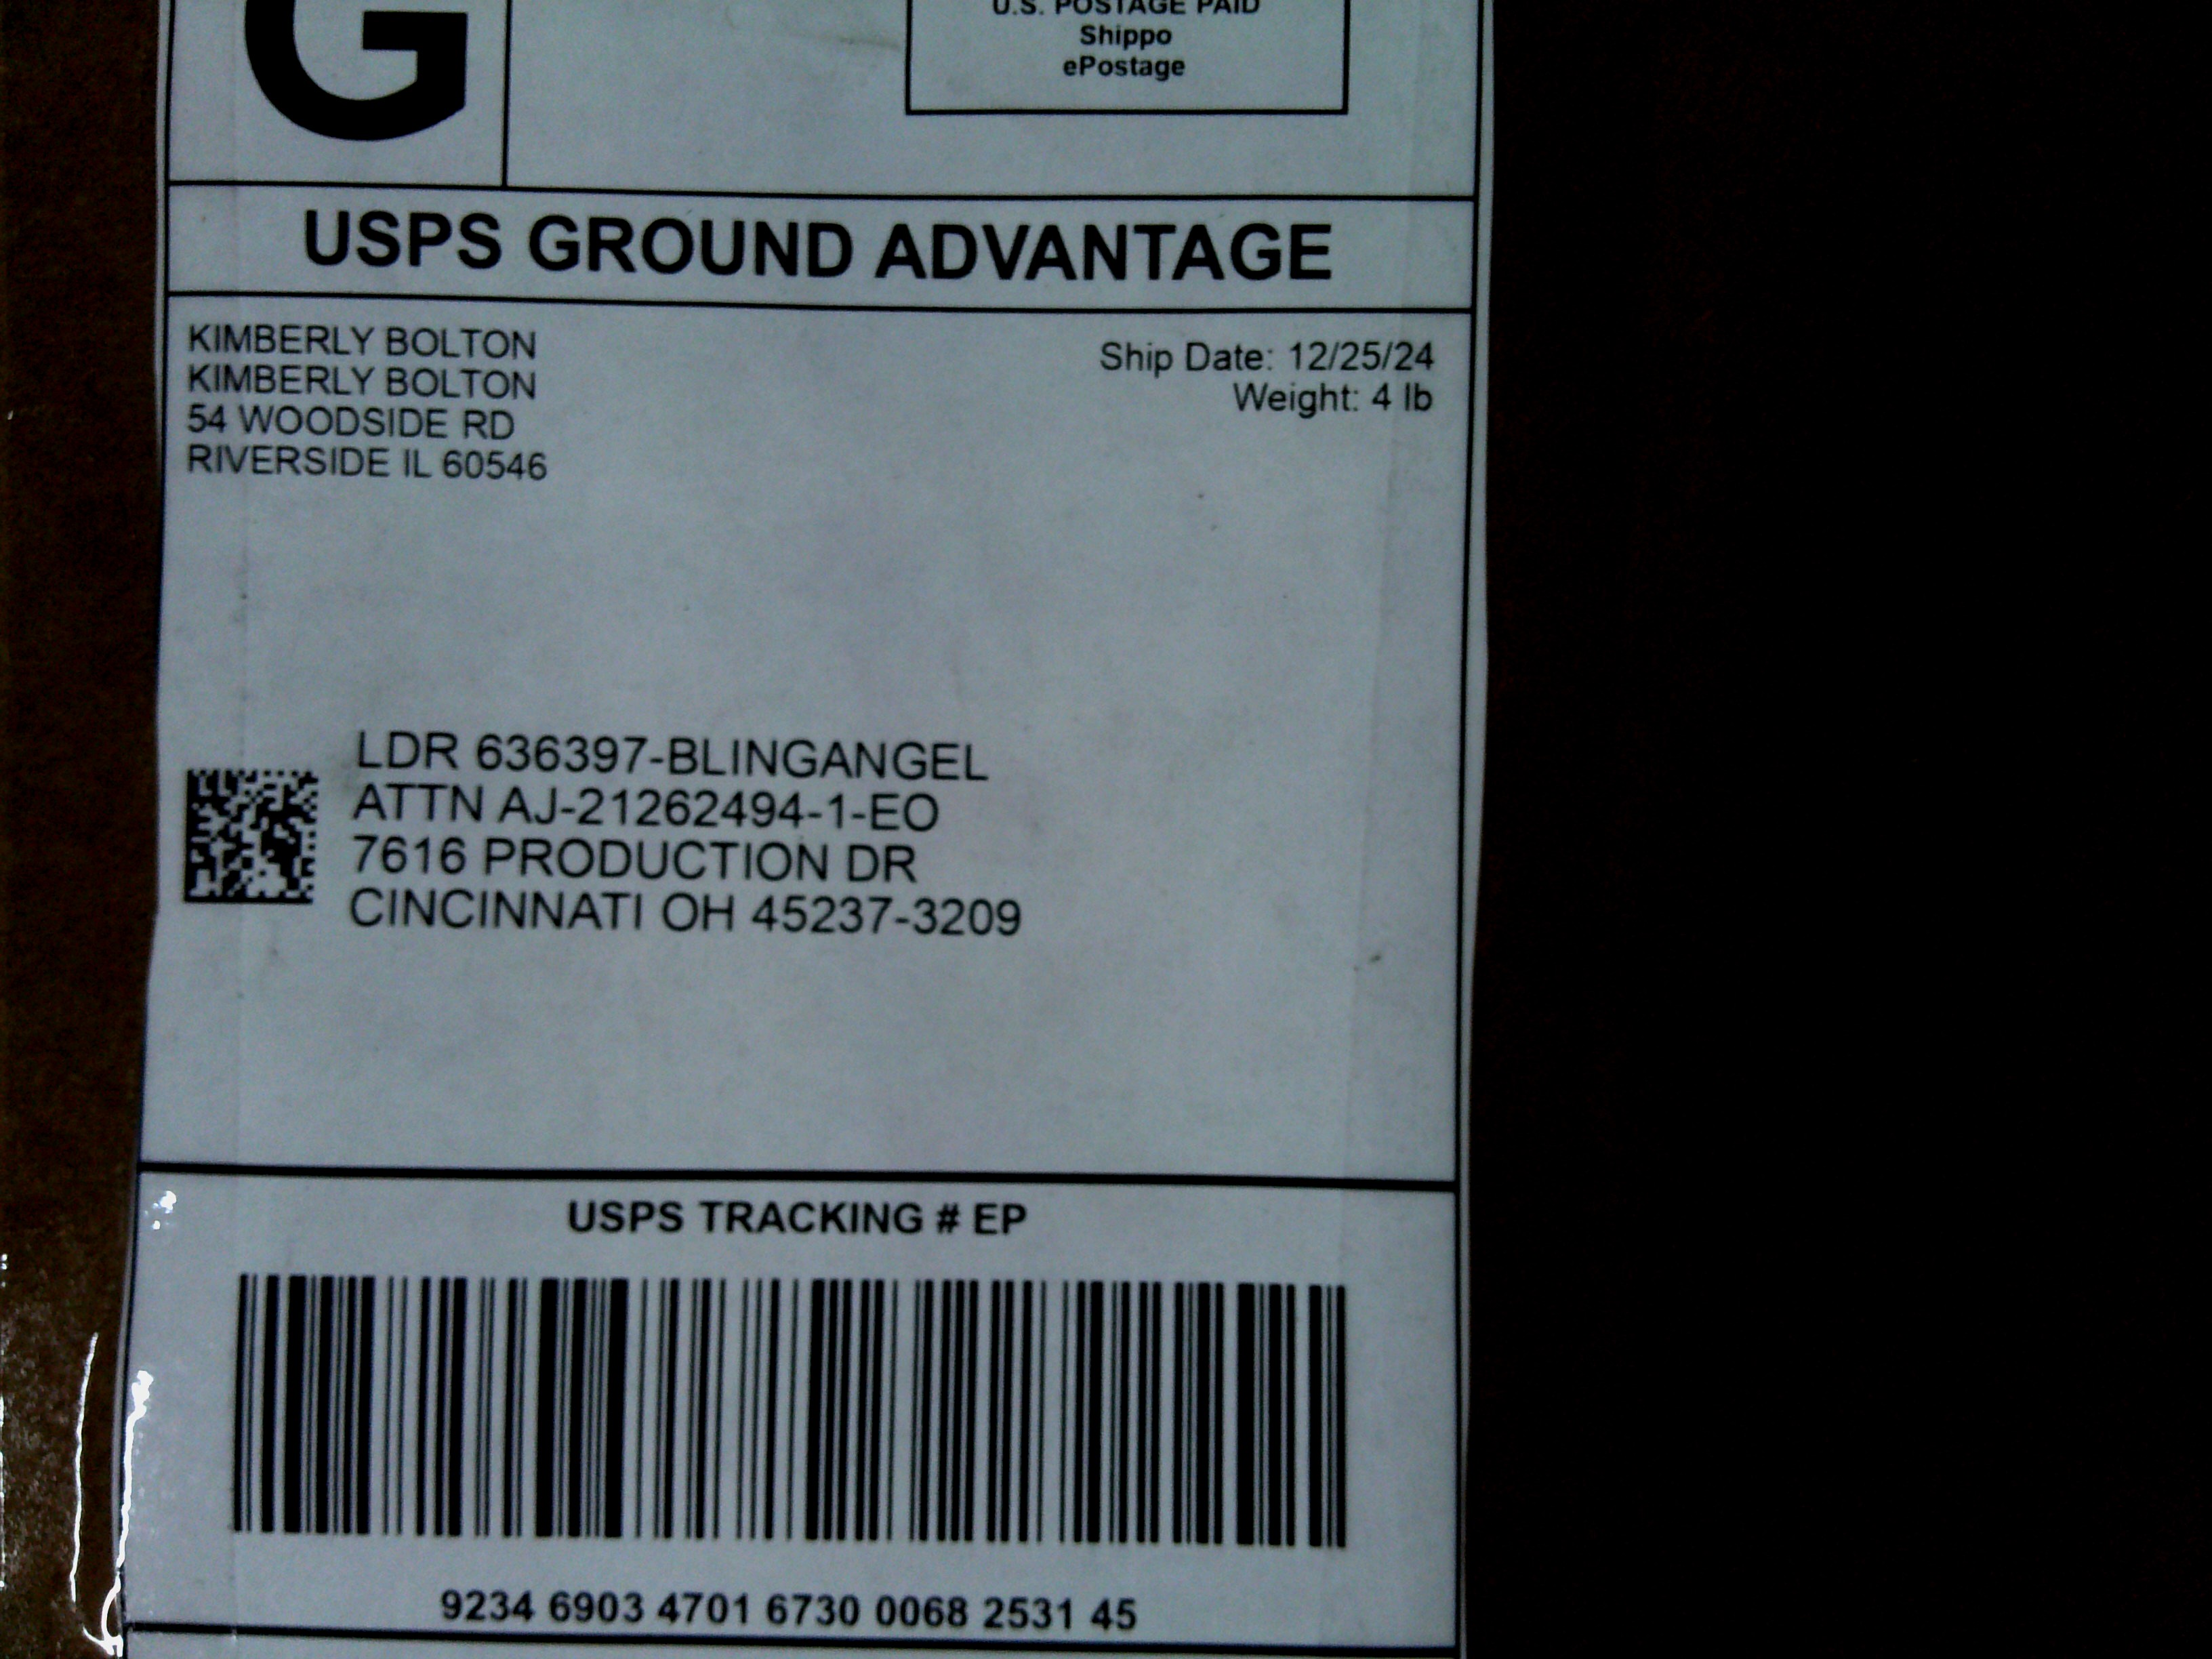 G
U.S. POSTAGE PAID
Shippo
ePostage
USPS GROUND ADVANTAGE
KIMBERLY BOLTON
KIMBERLY BOLTON
54 WOODSIDE RD
RIVERSIDE IL 60546
Ship Date: 12/25/24
Weight: 4 lb
LDR 636397-BLINGANGEL
ATTN AJ-21262494-1-EO
7616 PRODUCTION DR
CINCINNATI OH 45237-3209
USPS TRACKING # EP
9234 6903 4701 6730 0068 2531 45